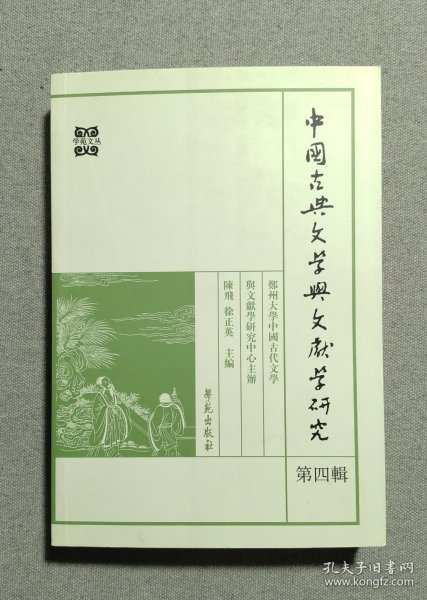 中國古典文學與文獻學研究
第四輯
鄭州大學中國古代文學
與文獻學研究中心主辦
陳飛 徐正英 主編
學苑出版社
学苑文丛
孔夫子旧书网
www.kongfz.com